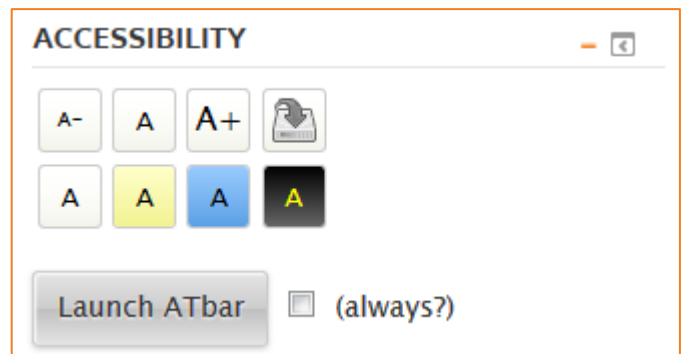 ACCESSIBILITY
A- A A+
A A A A
Launch ATbar (always?)